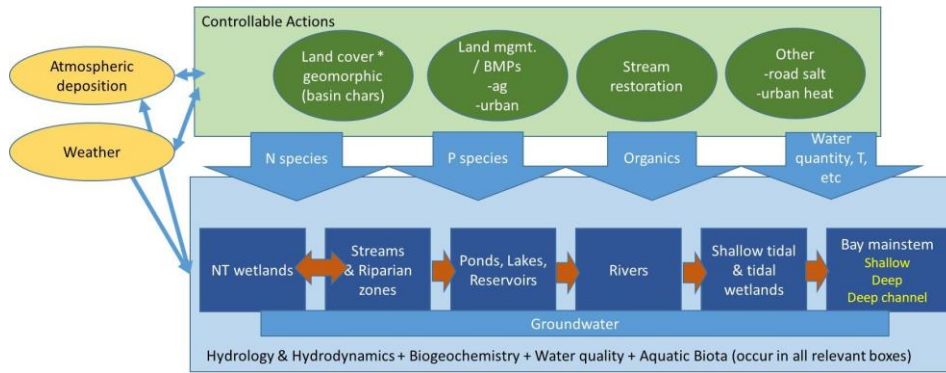 Controllable Actions
Atmospheric
deposition
Weather
Land cover *
geomorphic
(basin chars)
Land mgmt.
/ BMPs
-ag
-urban
Stream
restoration
Other
-road salt
-urban heat
N species
P species
Organics
Water
quantity, T,
etc
NT wetlands
Streams
& Riparian
zones
Ponds, Lakes,
Reservoirs
Rivers
Shallow tidal
& tidal
wetlands
Bay mainstem
Shallow
Deep
Deep channel
Groundwater
Hydrology & Hydrodynamics + Biogeochemistry + Water quality + Aquatic Biota (occur in all relevant boxes)